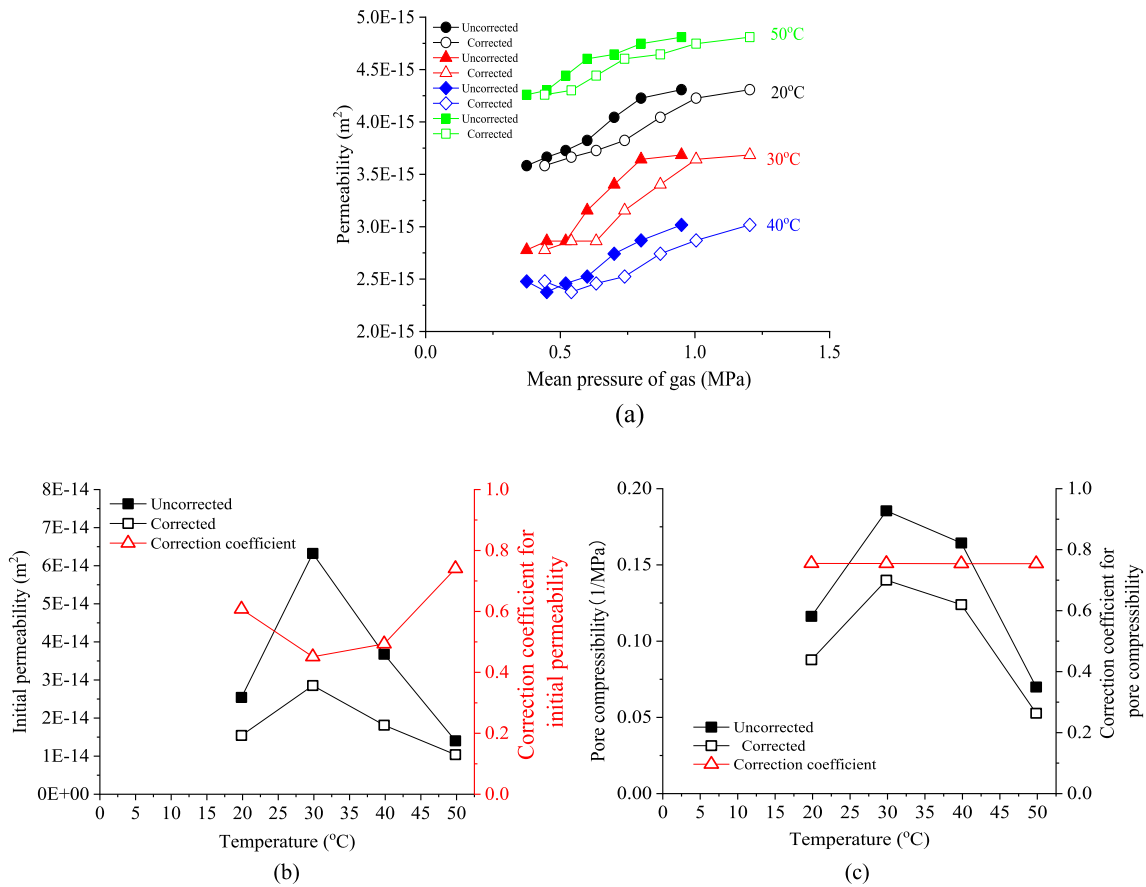 5.0E-15
4.5E-15
4.0E-15
3.5E-15
3.0E-15
2.5E-15
2.0E-15
Permeability (m²)
Uncorrected
Corrected
Uncorrected
Corrected
Uncorrected
Corrected
Uncorrected
Corrected
50°C
20°C
30°C
40°C
0.0 0.5 1.0 1.5
Mean pressure of gas (MPa)
(a)
8E-14
7E-14
6E-14
5E-14
4E-14
3E-14
2E-14
1E-14
0E+00
Initial permeability (m²)
Uncorrected
Corrected
Correction coefficient
1.0
0.8
0.6
0.4
0.2
0.0
Correction coefficient for
initial permeability
0 5 10 15 20 25 30 35 40 45 50
Temperature (°C)
(b)
0.20
0.15
0.10
0.05
0.00
Pore compressibility (1/MPa)
Uncorrected
Corrected
Correction coefficient
1.0
0.8
0.6
0.4
0.2
0.0
Correction coefficient for
pore compressibility
0 5 10 15 20 25 30 35 40 45 50
Temperature (°C)
(c)